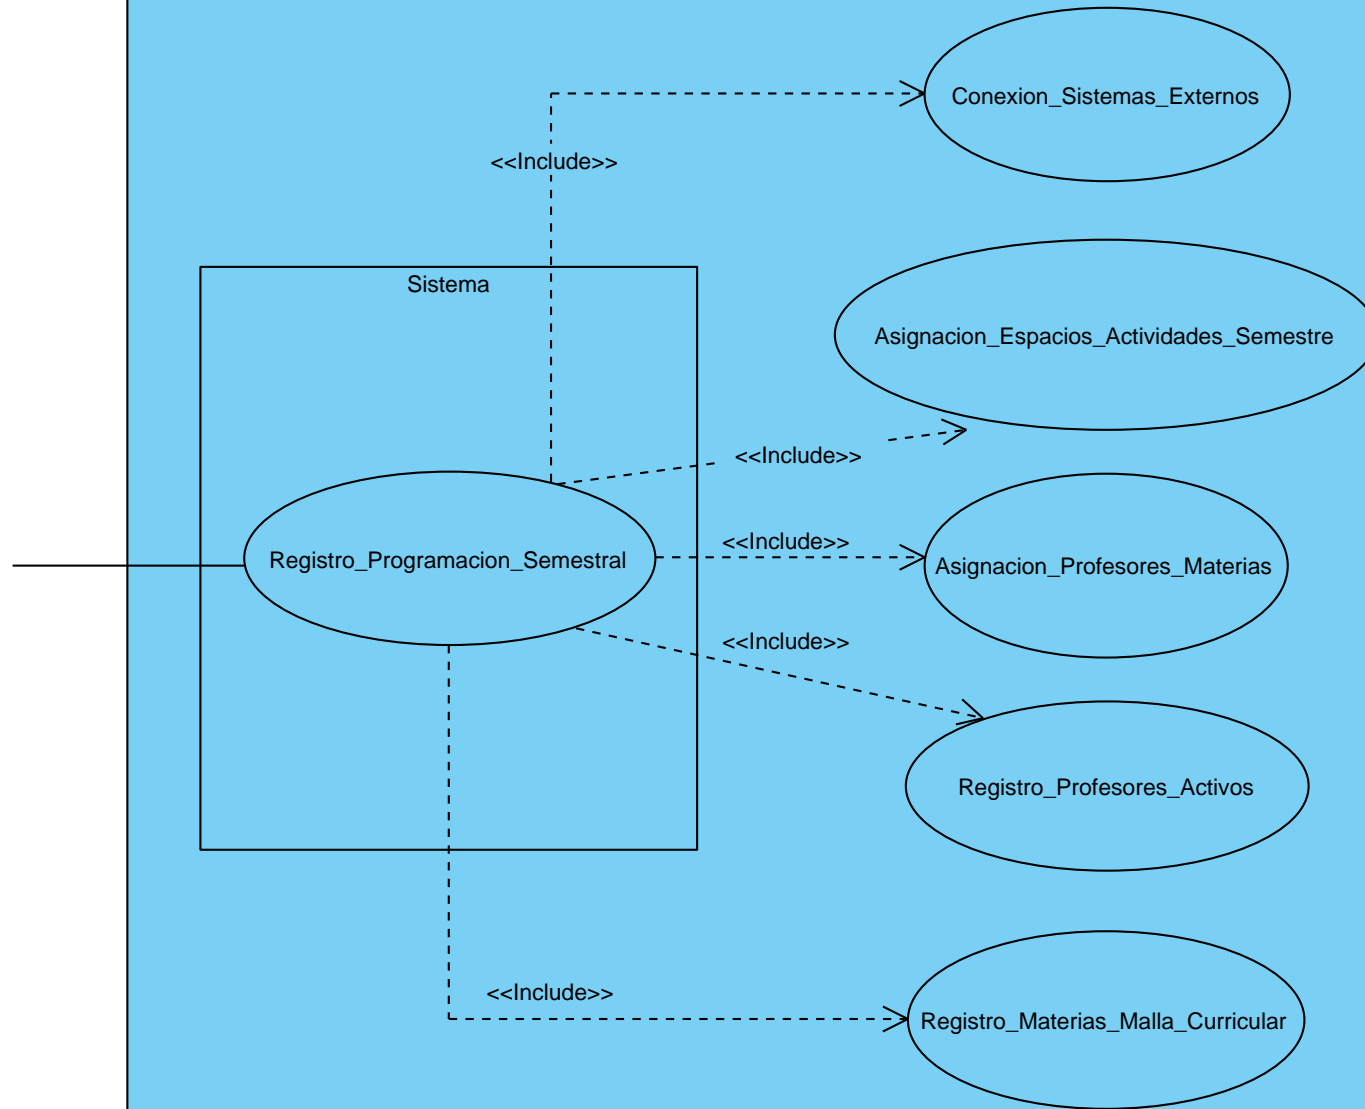 Conexion_Sistemas_Externos
<<Include>>
Sistema
Asignacion_Espacios_Actividades_Semestre
<<Include>>
<<Include>>
Registro_Programacion_Semestral
Asignacion_Profesores_Materias
<<Include>>
Registro_Profesores_Activos
<<Include>>
Registro_Materias_Malla_Curricular